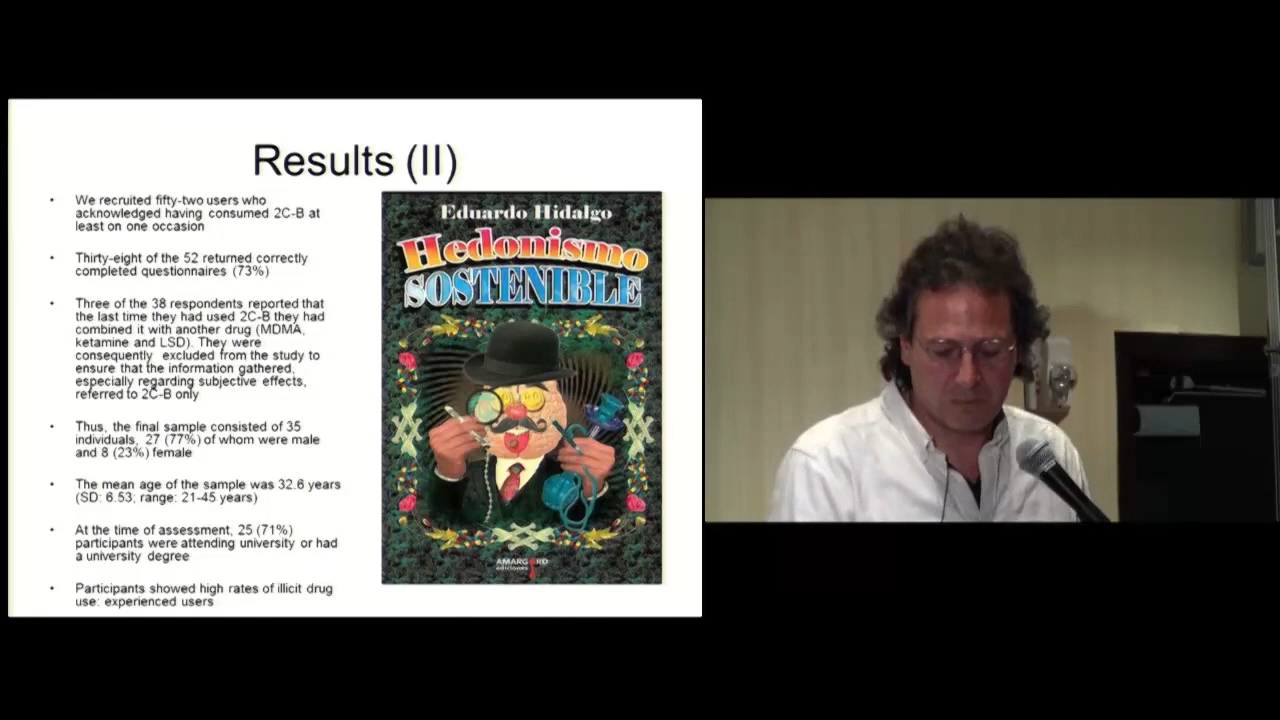 Results (II)
• We recruited fifty-two users who
acknowledged having consumed 2C-B at
least on one occasion
• Thirty-eight of the 52 returned correctly
completed questionnaires (73%)
• Three of the 38 respondents reported that
the last time they had used 2C-B they had
combined it with another drug (MDMA,
ketamine and LSD). They were
consequently excluded from the study to
ensure that the information gathered,
especially regarding subjective effects,
referred to 2C-B only
• Thus, the final sample consisted of 35
individuals, 27 (77%) of whom were male
and 8 (23%) female
• The mean age of the sample was 32.6 years
(SD: 6.53; range: 21-45 years)
• At the time of assessment, 25 (71%)
participants were attending university or had
a university degree
• Participants showed high rates of illicit drug
use: experienced users
Eduardo Hidalgo
Hedonismo
SOSTENIBLE
AMARGORD
ediciones